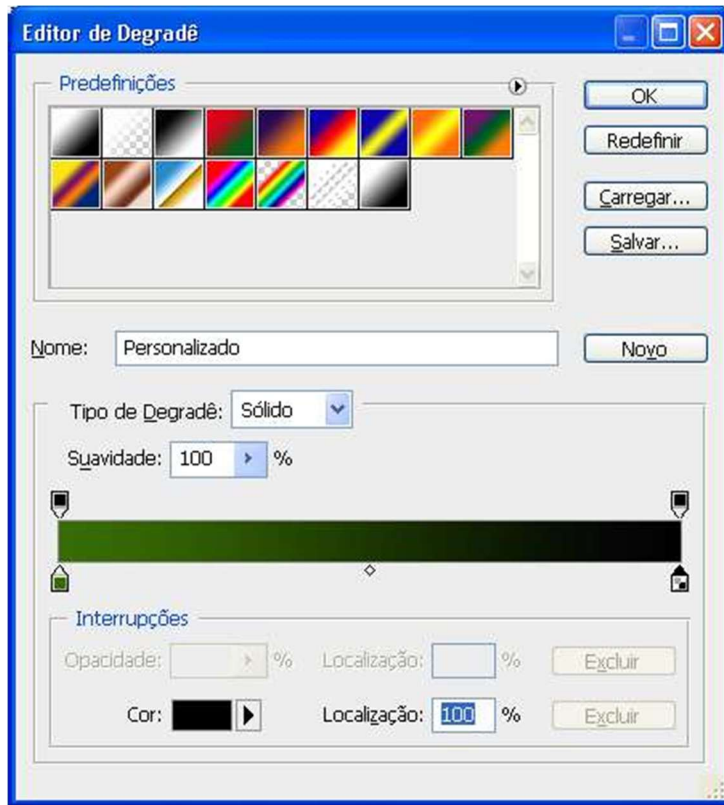 Editor de Degradê
Predefinições
OK
Redefinir
Carregar...
Salvar...
Nome: Personalizado
Novo
Tipo de Degradê: Sólido
Suavidade: 100 %
Interrupções
Opacidade: % Localização: % Excluir
Cor: Localização: 100 % Excluir